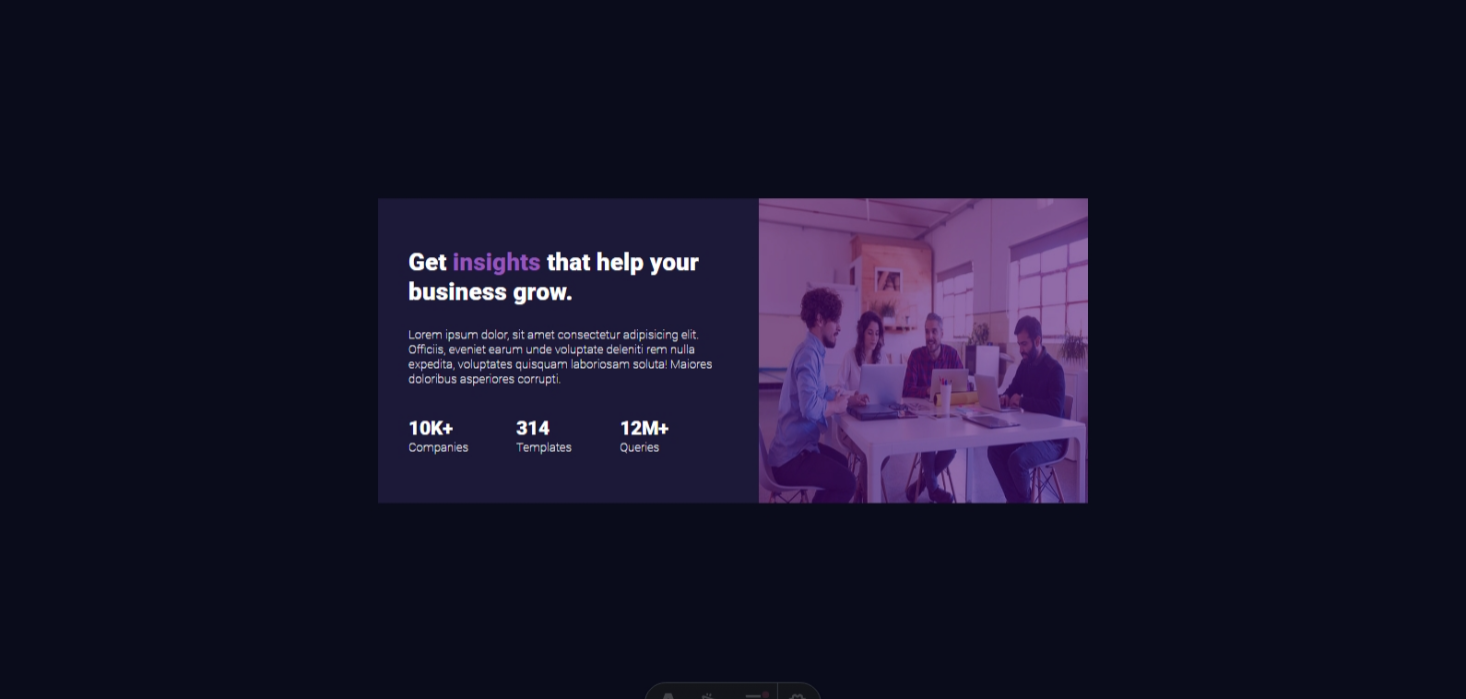 Get insights that help your
business grow.
Lorem ipsum dolor, sit amet consectetur adipisicing elit.
Officiis, eveniet earum unde voluptate deleniti rem nulla
expedita, voluptates quisquam laboriosam soluta! Maiores
doloribus asperiores corrupti.
10K+ 314 12M+
Companies Templates Queries